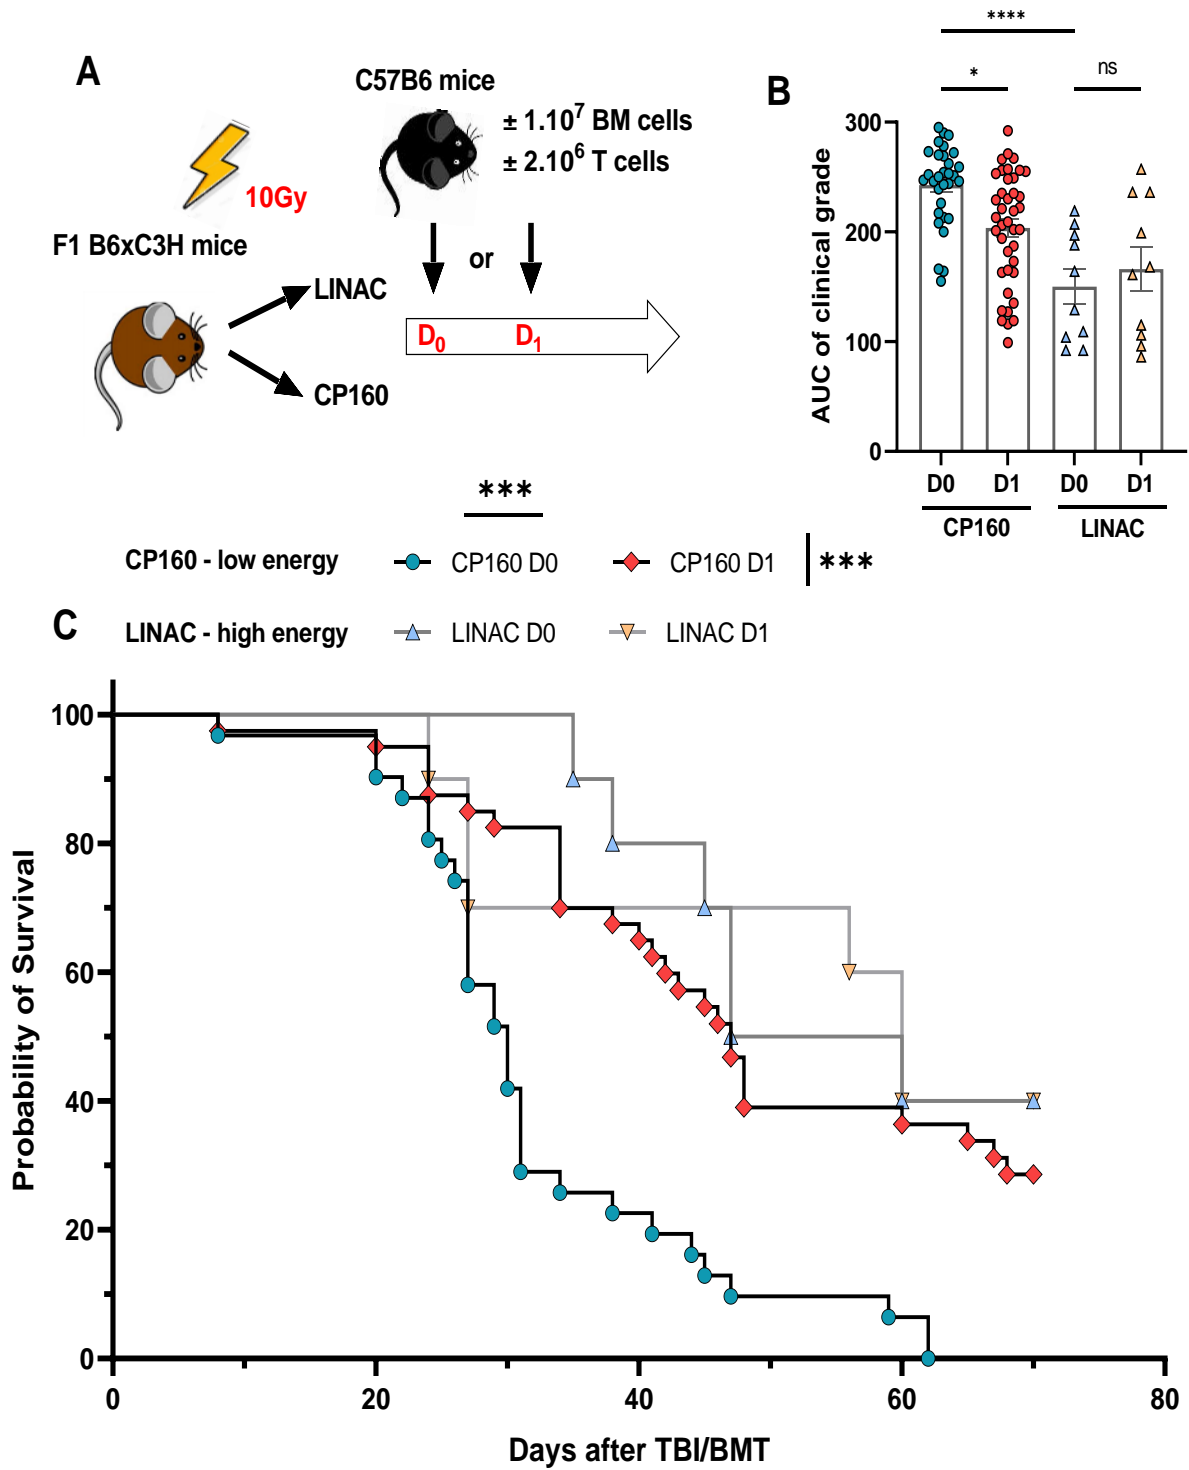 A
C57B6 mice
± 1.10⁷ BM cells
± 2.10⁶ T cells
10Gy
F1 B6xC3H mice
or
LINAC
CP160
D₀ D₁
B
****
* ns
AUC of clinical grade
300
200
100
0
D0 D1 D0 D1
CP160 LINAC
***
CP160 - low energy CP160 D0 CP160 D1 ***
C
LINAC - high energy LINAC D0 LINAC D1
Probability of Survival
100
80
60
40
20
0
0 20 40 60 80
Days after TBI/BMT